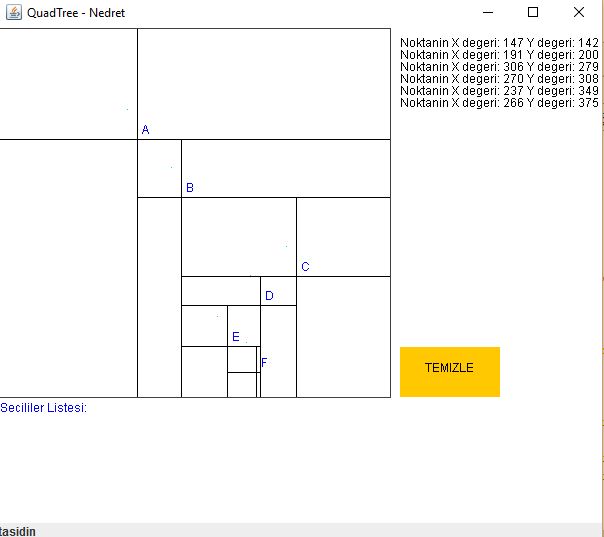 QuadTree - Nedret
Noktanin X degeri: 147 Y degeri: 142
Noktanin X degeri: 191 Y degeri: 200
Noktanin X degeri: 306 Y degeri: 279
Noktanin X degeri: 270 Y degeri: 308
Noktanin X degeri: 237 Y degeri: 349
Noktanin X degeri: 266 Y degeri: 375
A
B
C
D
E
F
TEMIZLE
Secililer Listesi:
tasidin